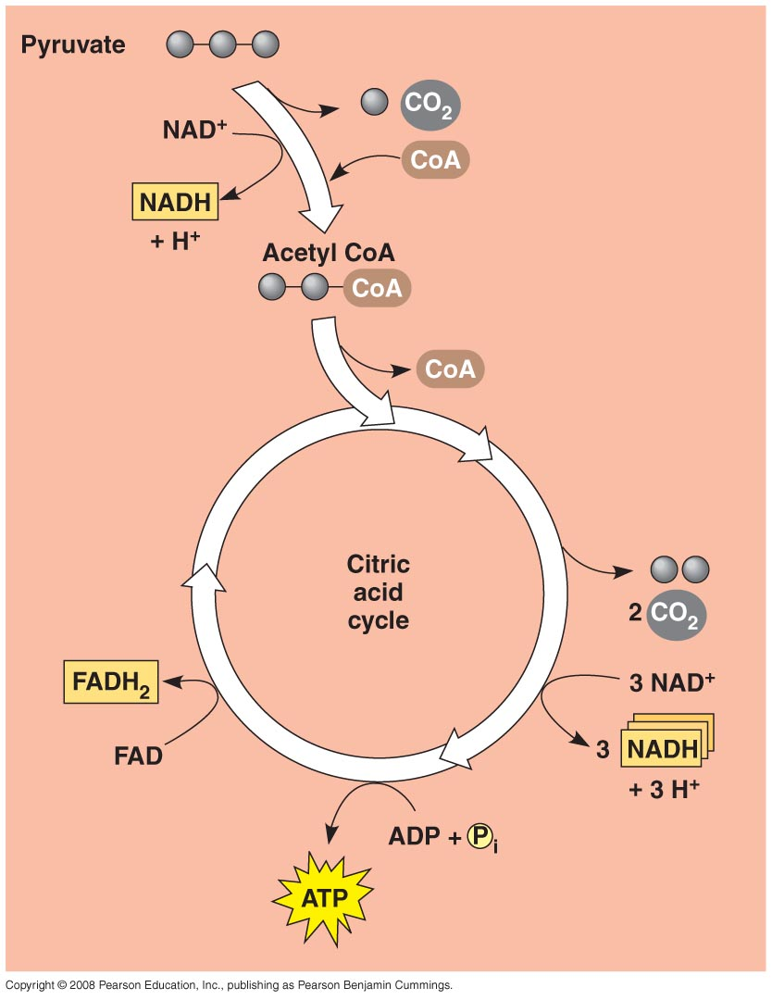 Pyruvate
CO2
NAD+
CoA
NADH
+ H+
Acetyl CoA
CoA
CoA
Citric
acid
cycle
2 CO2
FADH2
3 NAD+
FAD
3 NADH
+ 3 H+
ADP + Pi
ATP
Copyright © 2008 Pearson Education, Inc., publishing as Pearson Benjamin Cummings.